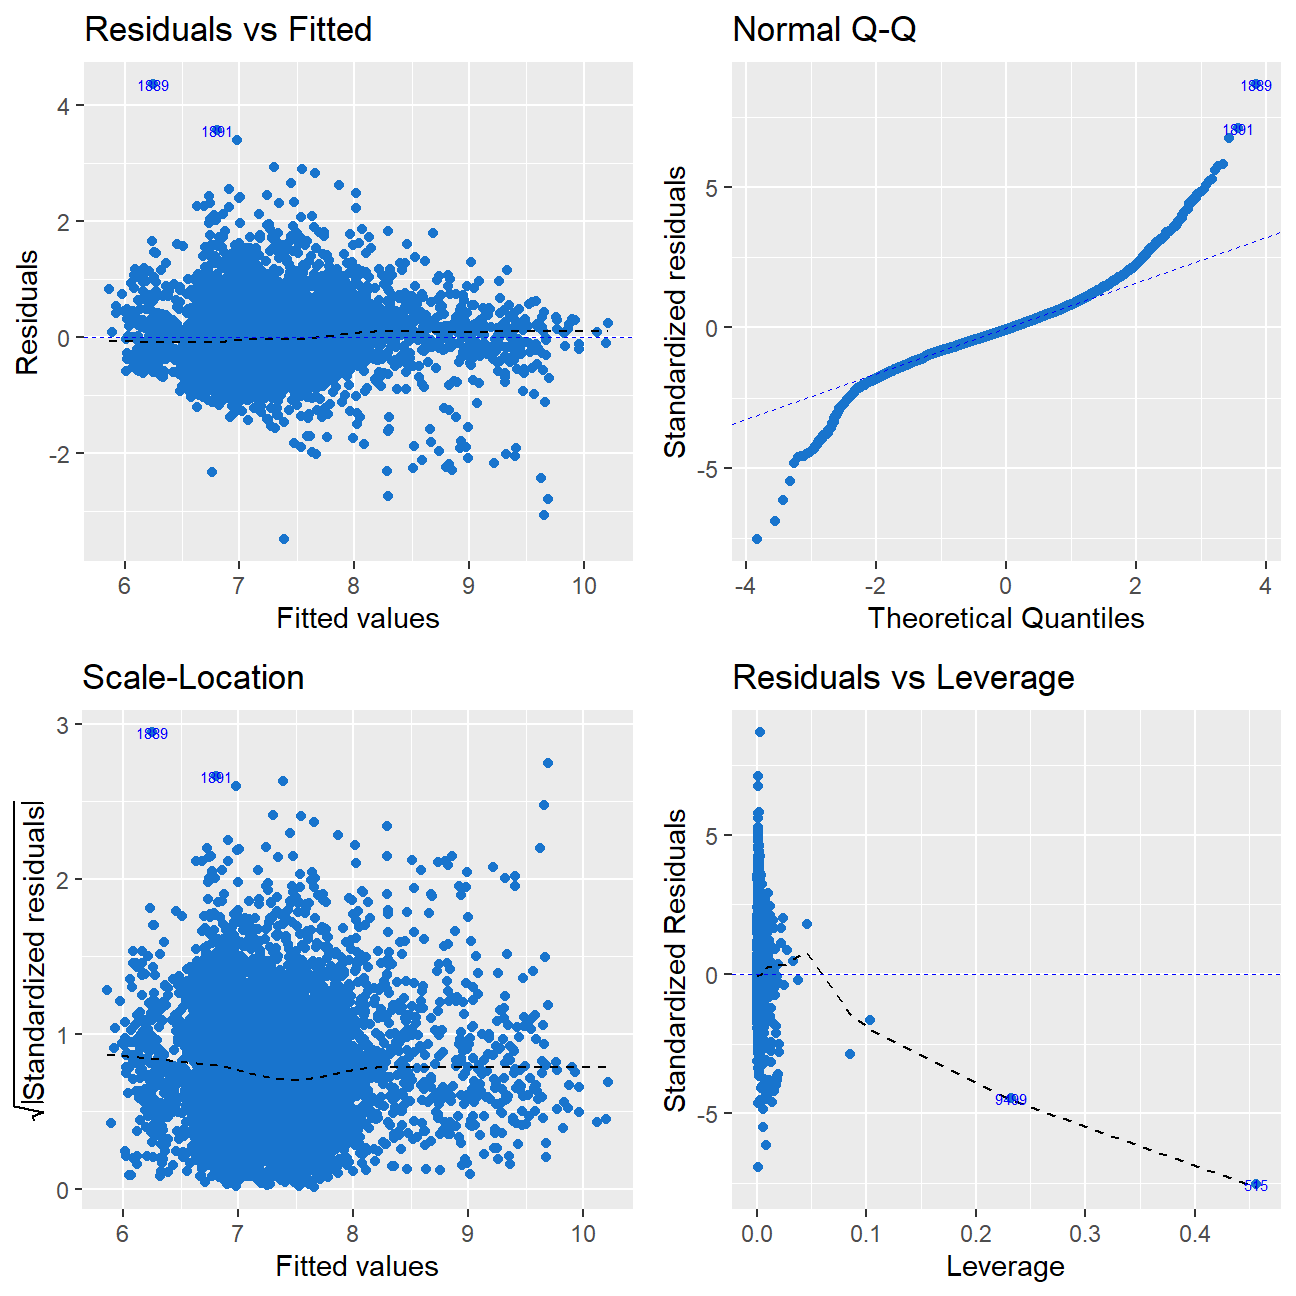 Residuals vs Fitted
1889
1891
4
2
0
-2
Residuals
6 7 8 9 10
Fitted values
Normal Q-Q
1889
1891
5
0
-5
Standardized residuals
-4 -2 0 2 4
Theoretical Quantiles
Scale-Location
1889
1891
3
2
1
0
√|Standardized residuals|
6 7 8 9 10
Fitted values
Residuals vs Leverage
5
0
-5
515
Standardized Residuals
0.0 0.1 0.2 0.3 0.4
Leverage